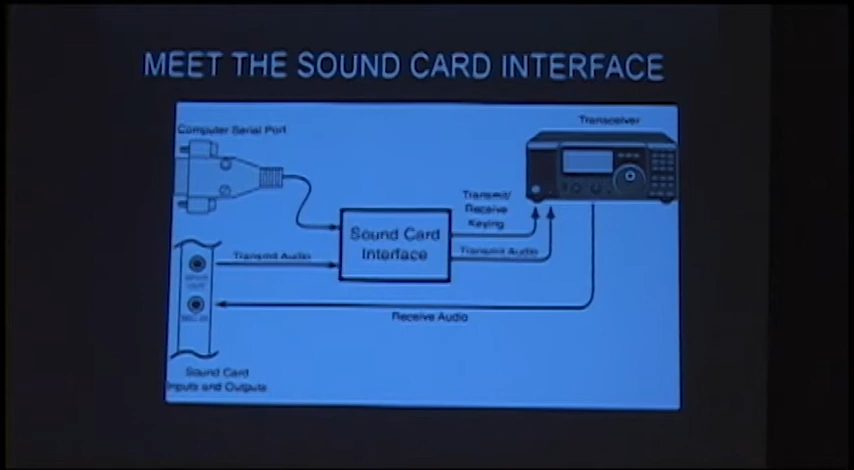 MEET THE SOUND CARD INTERFACE
Computer Serial Port
Transceiver
Transmit/
Receive
Keying
Sound Card
Interface
Transmit Audio
Transmit Audio
Receive Audio
Sound Card
Inputs and Outputs